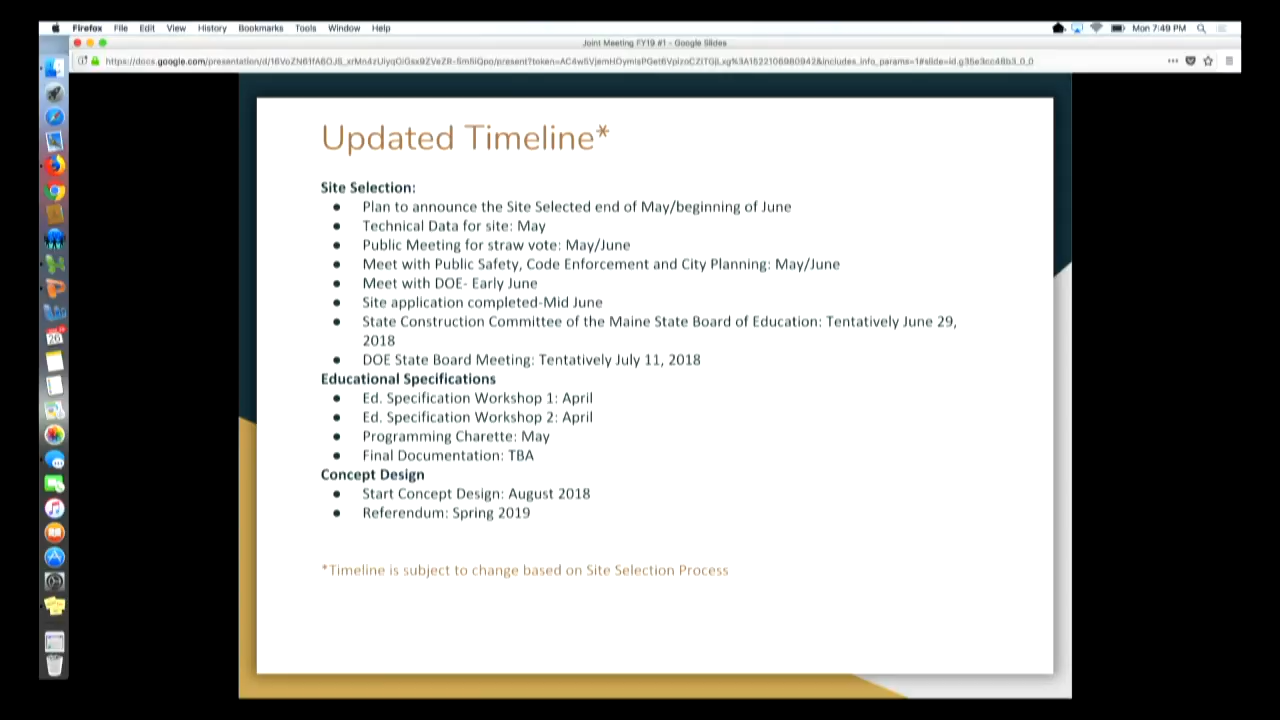 Firefox File Edit View History Bookmarks Tools Window Help Mon 7:49 PM
Joint Meeting FY19 #1 - Google Slides
Updated Timeline*
Site Selection:
● Plan to announce the Site Selected end of May/beginning of June
● Technical Data for site: May
● Public Meeting for straw vote: May/June
● Meet with Public Safety, Code Enforcement and City Planning: May/June
● Meet with DOE- Early June
● Site application completed-Mid June
● State Construction Committee of the Maine State Board of Education: Tentatively June 29,
2018
● DOE State Board Meeting: Tentatively July 11, 2018
Educational Specifications
● Ed. Specification Workshop 1: April
● Ed. Specification Workshop 2: April
● Programming Charette: May
● Final Documentation: TBA
Concept Design
● Start Concept Design: August 2018
● Referendum: Spring 2019
*Timeline is subject to change based on Site Selection Process